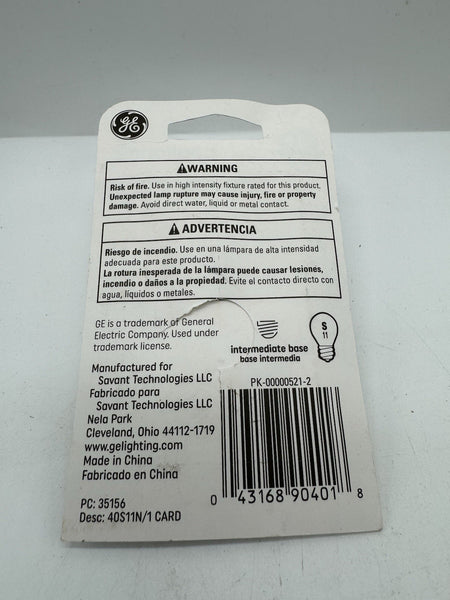 GE
⚠WARNING
Risk of fire. Use in high intensity fixture rated for this product.
Unexpected lamp rupture may cause injury, fire or property
damage. Avoid direct water, liquid or metal contact.
⚠ADVERTENCIA
Riesgo de incendio. Use en una lámpara de alta intensidad
adecuada para este producto.
La rotura inesperada de la lámpara puede causar lesiones,
incendio o daños a la propiedad. Evite el contacto directo con
agua, líquidos o metales.
GE is a trademark of General
Electric Company. Used under
trademark license.
S
11
intermediate base
base intermedia
Manufactured for
Savant Technologies LLC
Fabricado para
Savant Technologies LLC
Nela Park
Cleveland, Ohio 44112-1719
www.gelighting.com
Made in China
Fabricado en China
PC: 35156
Desc: 40S11N/1 CARD
PK-00000521-2
0 43168 90401 8